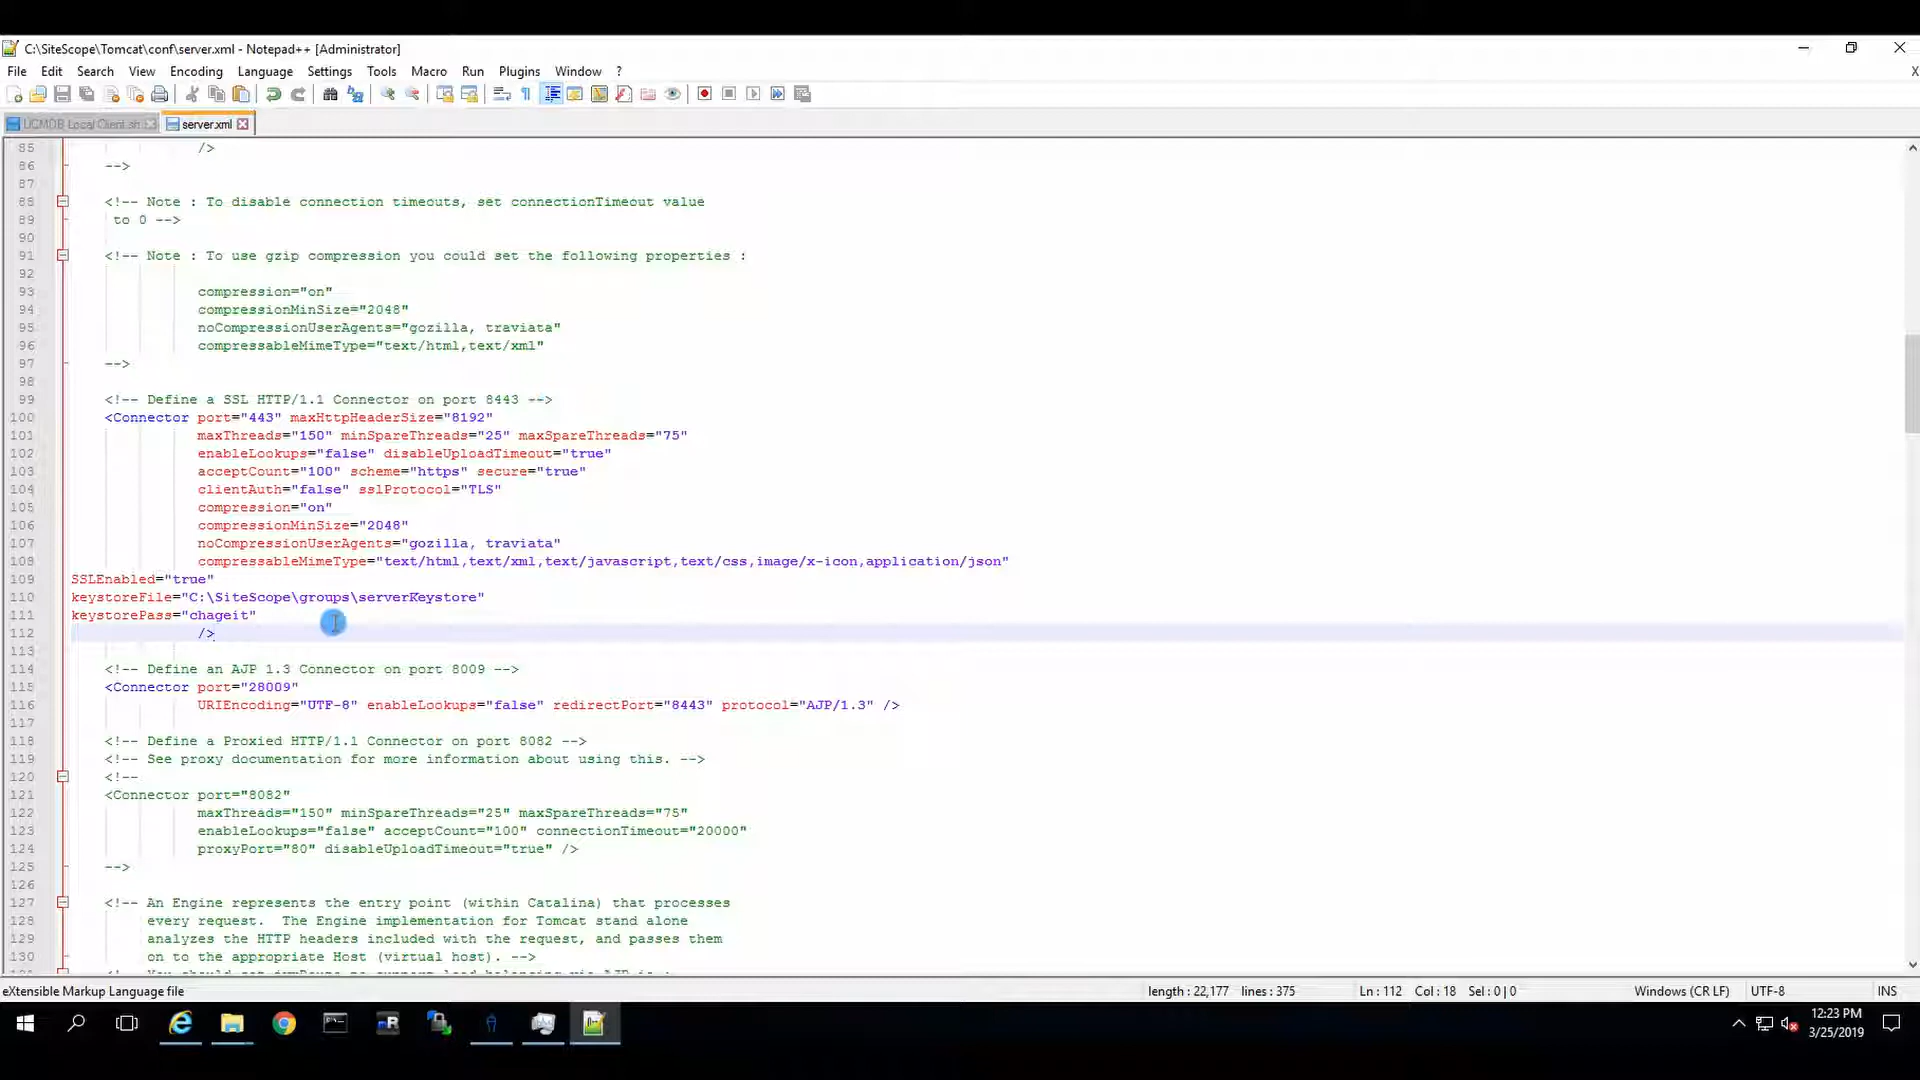 C:\SiteScope\Tomcat\conf\server.xml - Notepad++ [Administrator]
File Edit Search View Encoding Language Settings Tools Macro Run Plugins Window ? X
UCMDB Local Client.sh server.xml
85 />
86 -->
87
88 <!-- Note : To disable connection timeouts, set connectionTimeout value
89 to 0 -->
90
91 <!-- Note : To use gzip compression you could set the following properties :
92
93 compression="on"
94 compressionMinSize="2048"
95 noCompressionUserAgents="gozilla, traviata"
96 compressableMimeType="text/html,text/xml"
97 -->
98
99 <!-- Define a SSL HTTP/1.1 Connector on port 8443 -->
100 <Connector port="443" maxHttpHeaderSize="8192"
101 maxThreads="150" minSpareThreads="25" maxSpareThreads="75"
102 enableLookups="false" disableUploadTimeout="true"
103 acceptCount="100" scheme="https" secure="true"
104 clientAuth="false" sslProtocol="TLS"
105 compression="on"
106 compressionMinSize="2048"
107 noCompressionUserAgents="gozilla, traviata"
108 compressableMimeType="text/html,text/xml,text/javascript,text/css,image/x-icon,application/json"
109 SSLEnabled="true"
110 keystoreFile="C:\SiteScope\groups\serverKeystore"
111 keystorePass="chageit"
112 />
113
114 <!-- Define an AJP 1.3 Connector on port 8009 -->
115 <Connector port="28009"
116 URIEncoding="UTF-8" enableLookups="false" redirectPort="8443" protocol="AJP/1.3" />
117
118 <!-- Define a Proxied HTTP/1.1 Connector on port 8082 -->
119 <!-- See proxy documentation for more information about using this. -->
120 <!--
121 <Connector port="8082"
122 maxThreads="150" minSpareThreads="25" maxSpareThreads="75"
123 enableLookups="false" acceptCount="100" connectionTimeout="20000"
124 proxyPort="80" disableUploadTimeout="true" />
125 -->
126
127 <!-- An Engine represents the entry point (within Catalina) that processes
128 every request. The Engine implementation for Tomcat stand alone
129 analyzes the HTTP headers included with the request, and passes them
130 on to the appropriate Host (virtual host). -->
eXtensible Markup Language file length : 22,177 lines : 375 Ln : 112 Col : 18 Sel : 0 | 0 Windows (CR LF) UTF-8 INS
12:23 PM
3/25/2019